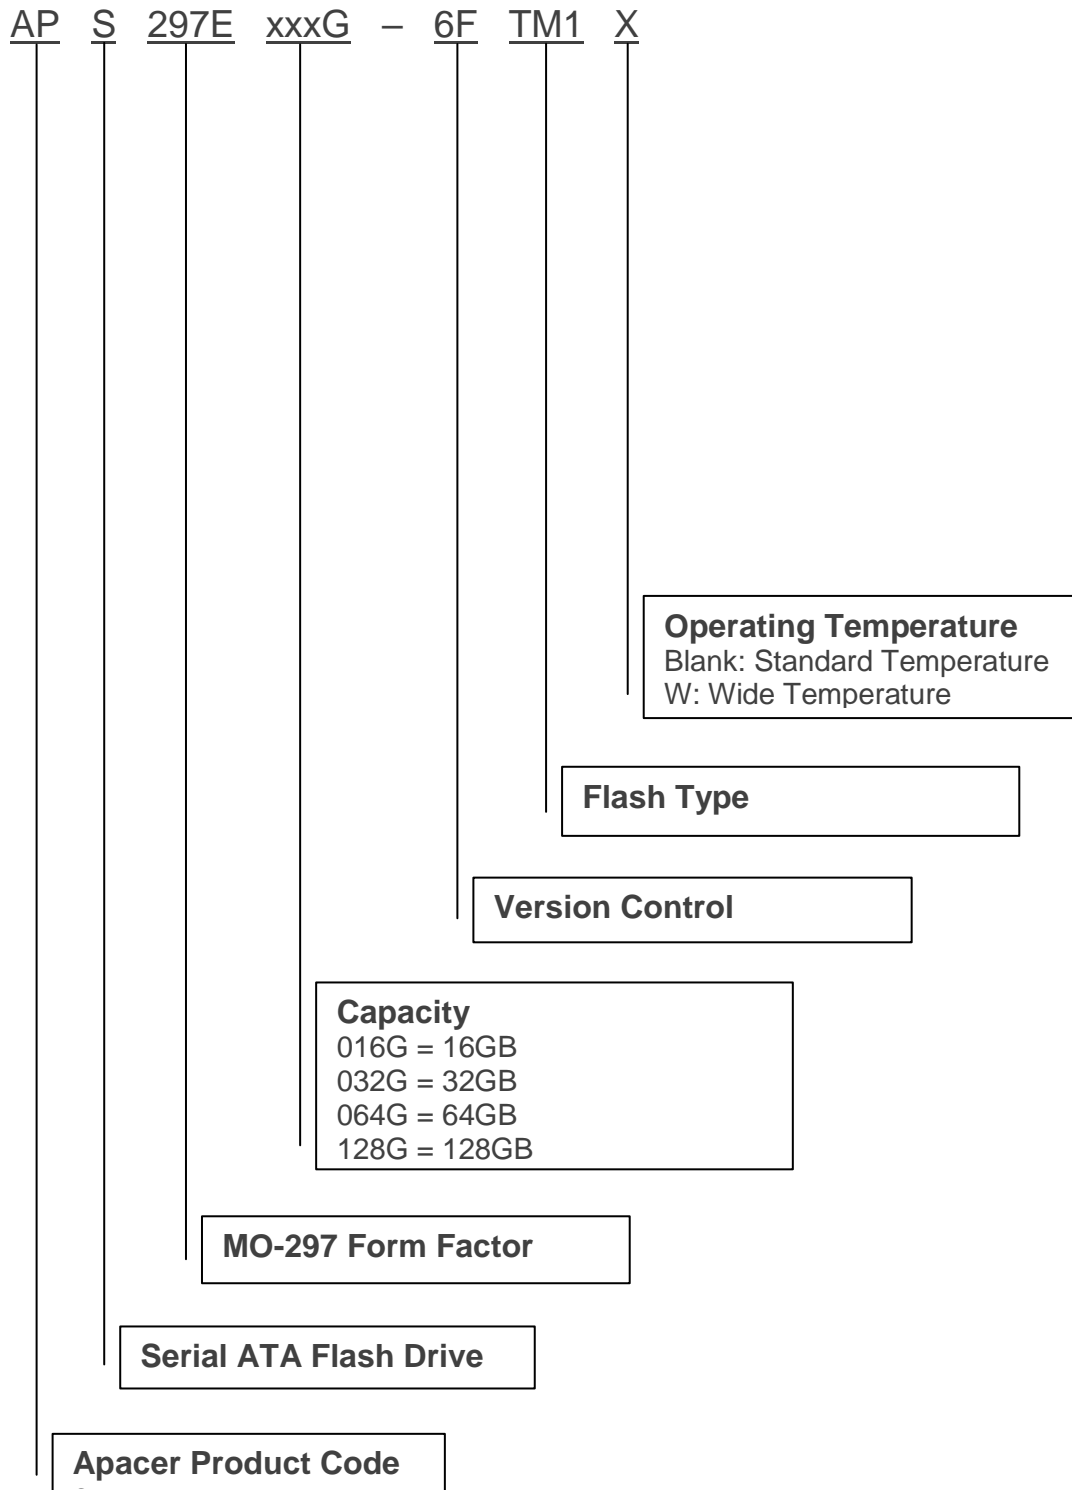 AP S 297E xxxG – 6F TM1 X
Operating Temperature
Blank: Standard Temperature
W: Wide Temperature
Flash Type
Version Control
Capacity
016G = 16GB
032G = 32GB
064G = 64GB
128G = 128GB
MO-297 Form Factor
Serial ATA Flash Drive
Apacer Product Code